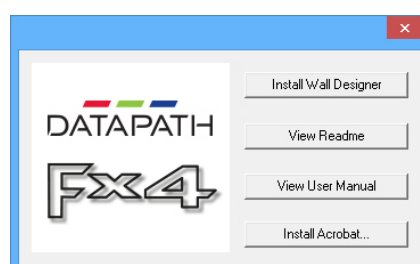 DATAPATH
Fx4
Install Wall Designer
View Readme
View User Manual
Install Acrobat...